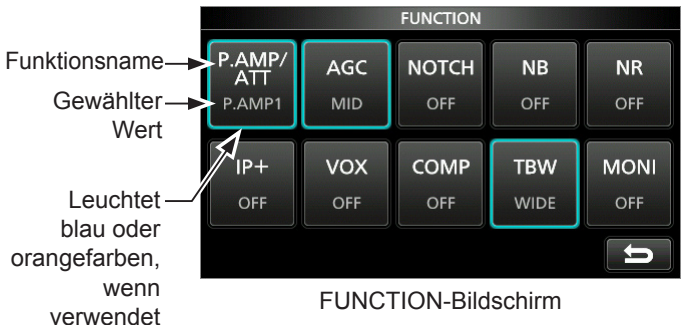 FUNCTION
Funktionsname
Gewählter
Wert
Leuchtet
blau oder
orangefarben,
wenn
verwendet
P.AMP/
ATT
P.AMP1
AGC
MID
NOTCH
OFF
NB
OFF
NR
OFF
IP+
OFF
VOX
OFF
COMP
OFF
TBW
WIDE
MONI
OFF
FUNCTION-Bildschirm